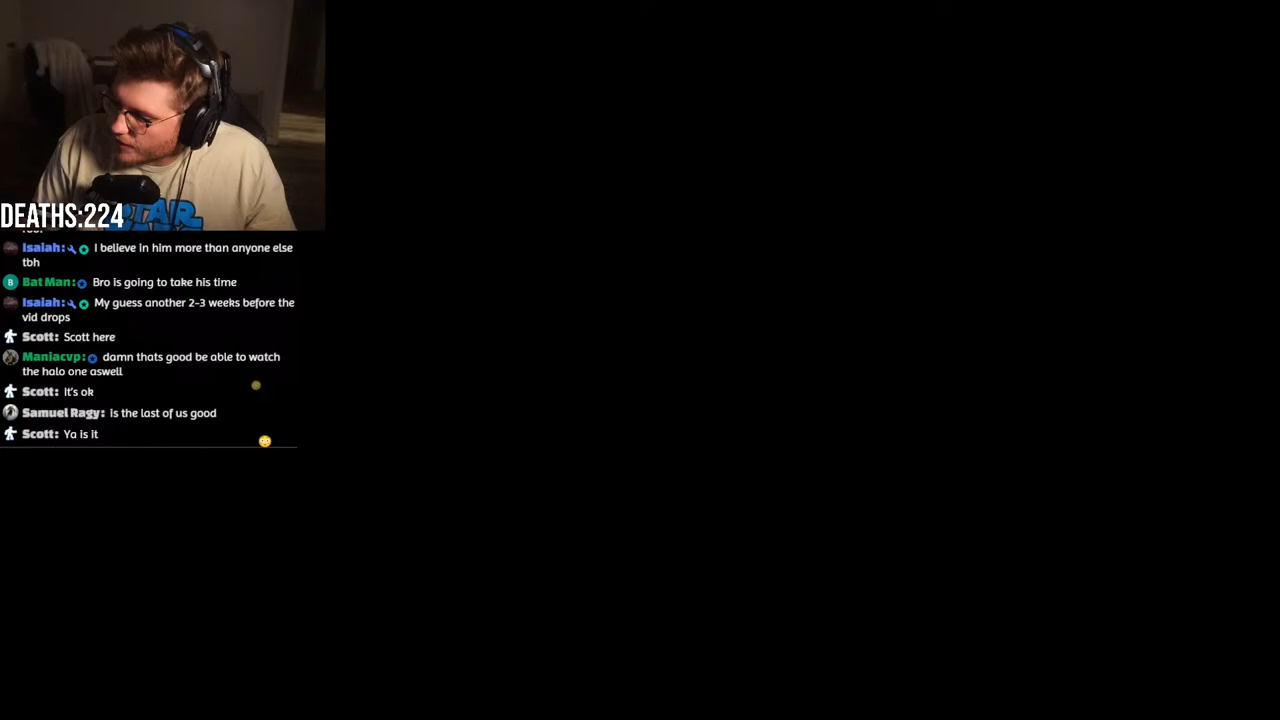 STAR
DEATHS:224
Isaiah: I believe in him more than anyone else
tbh
Bat Man: Bro is going to take his time
Isaiah: My guess another 2-3 weeks before the
vid drops
Scott: Scott here
Maniacvp: damn thats good be able to watch
the halo one aswell
Scott: It's ok
Samuel Ragy: is the last of us good
Scott: Ya is it